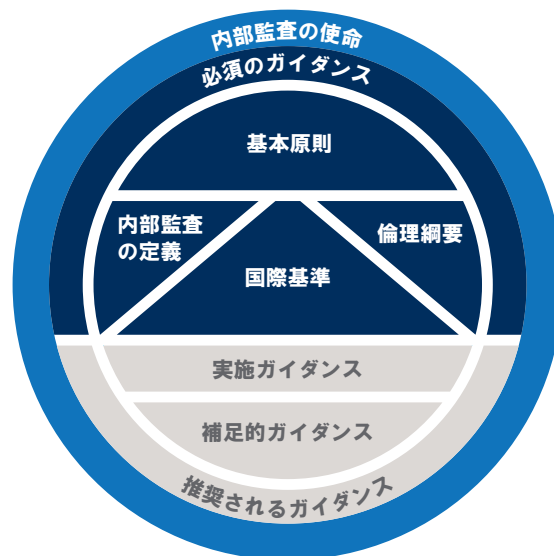 内部監査の使命
必須のガイダンス
基本原則
内部監査
の定義
倫理綱要
国際基準
実施ガイダンス
補足的ガイダンス
推奨されるガイダンス